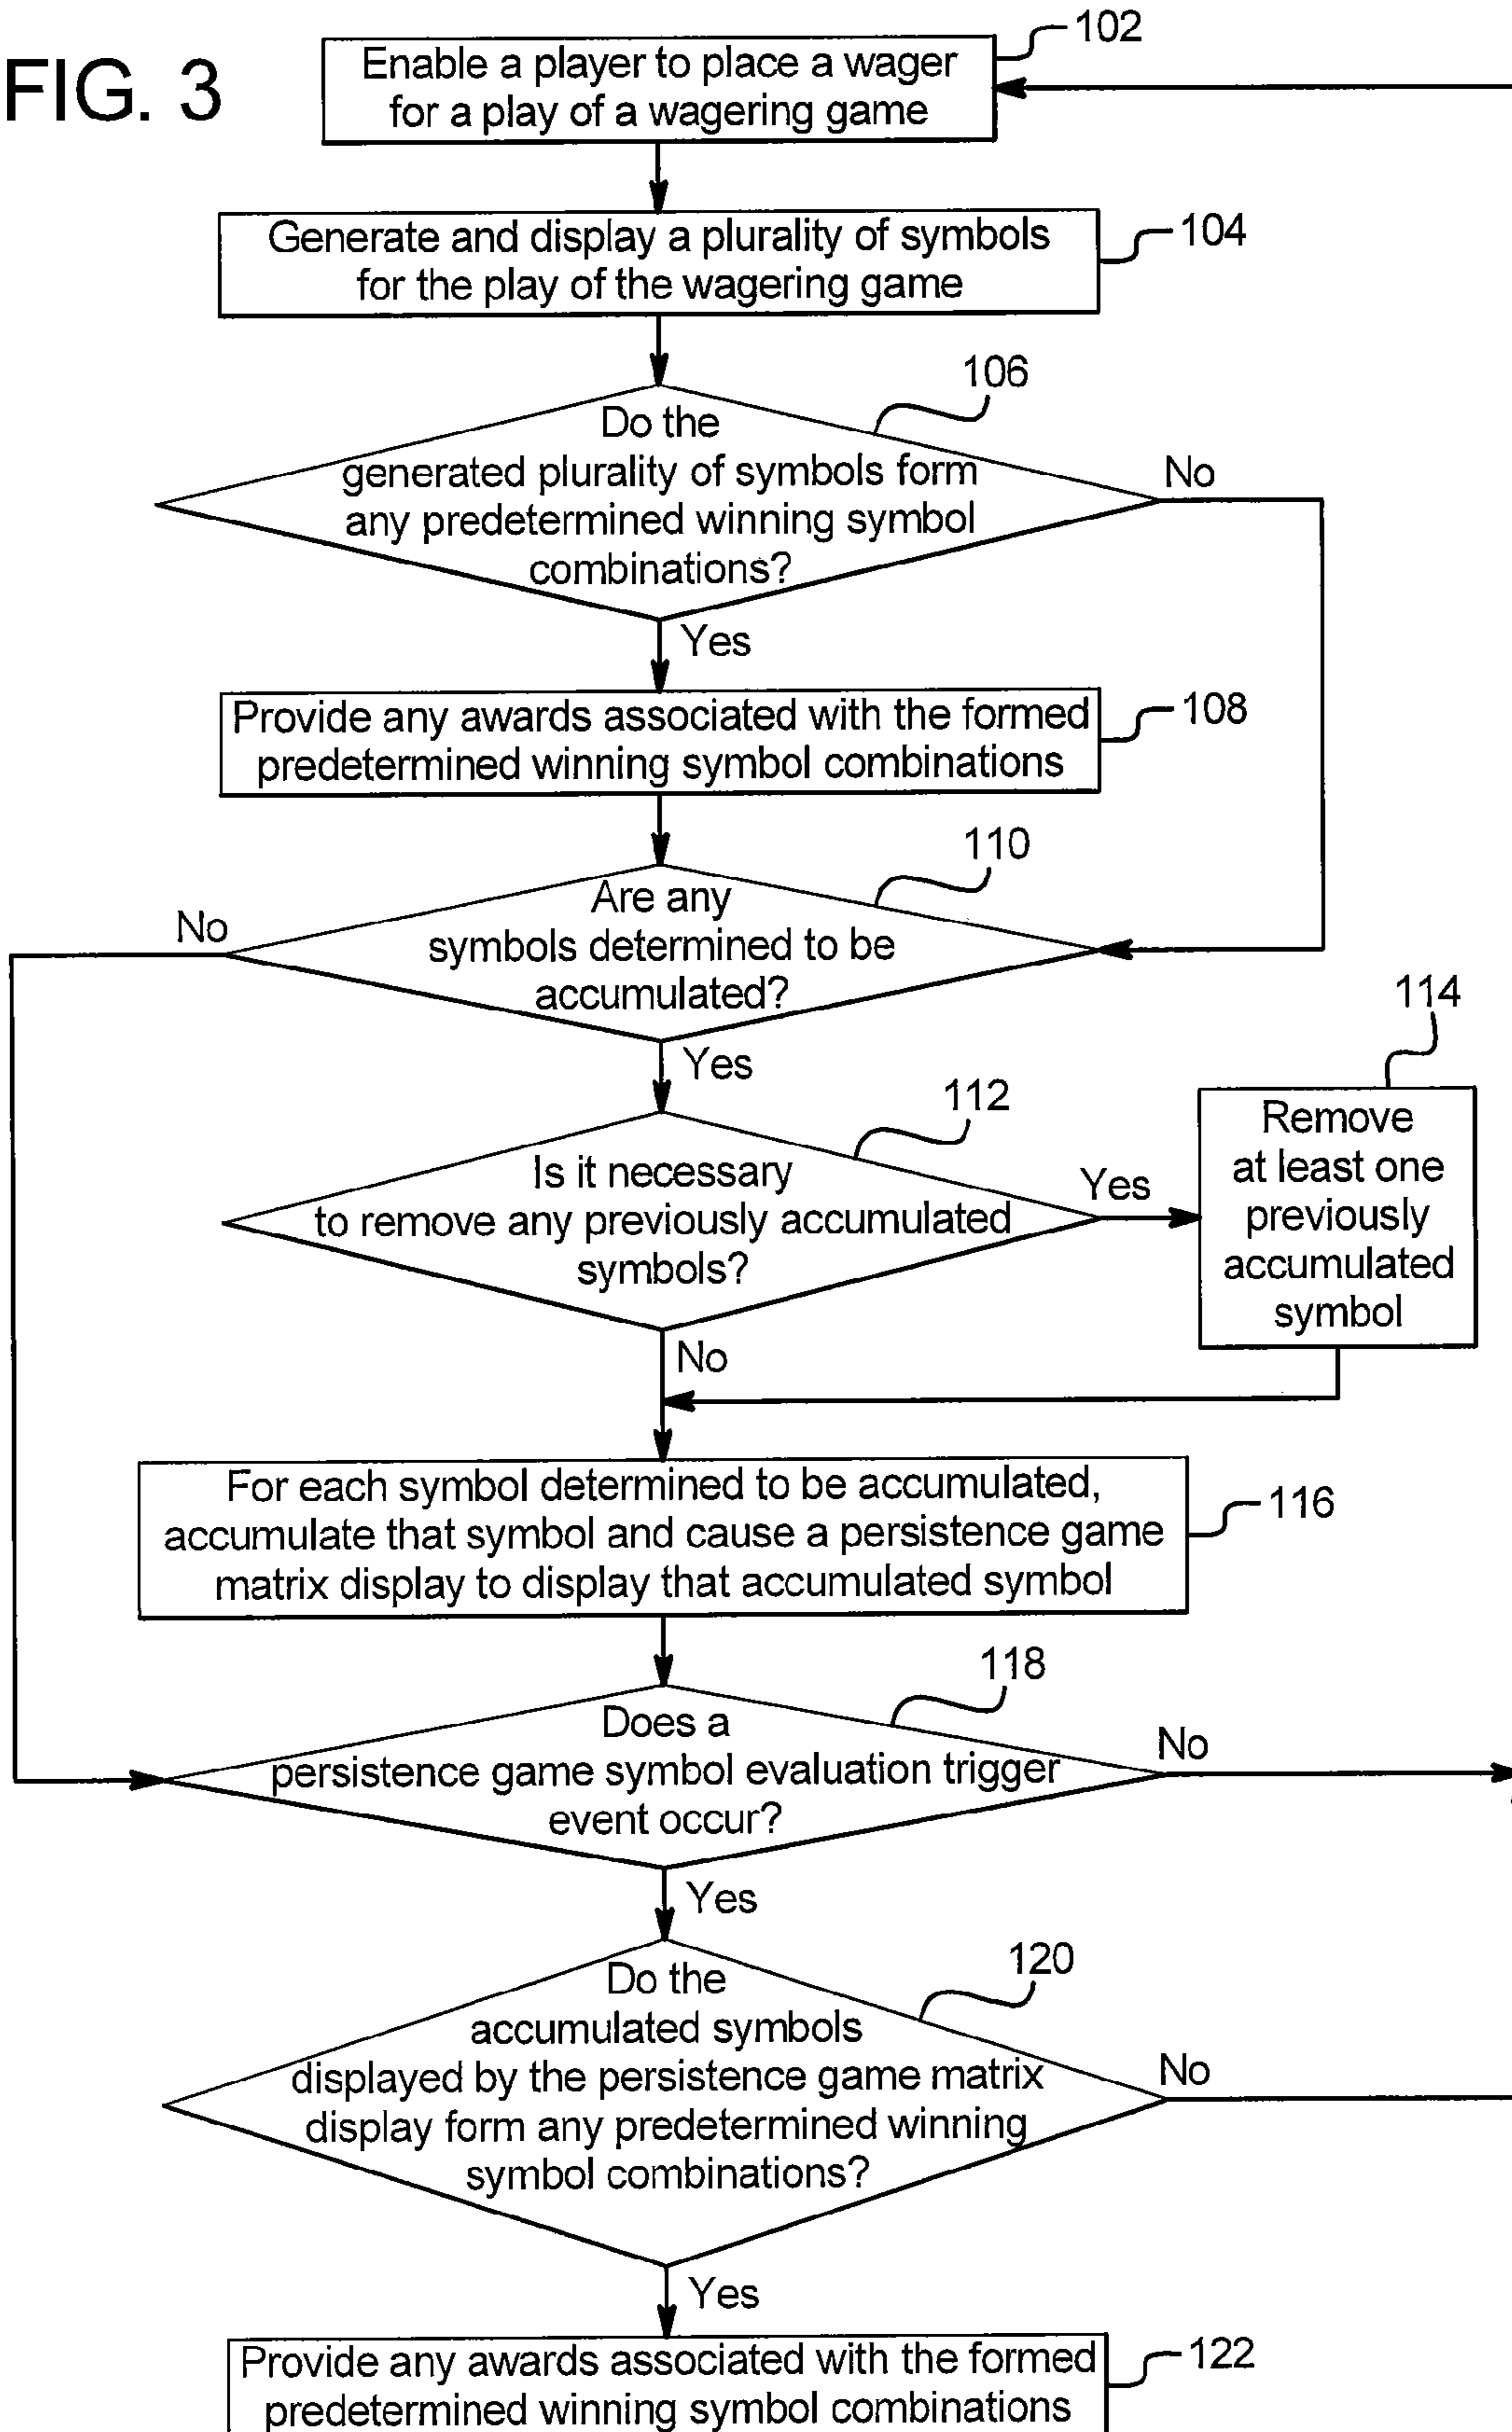 FIG. 3
102
Enable a player to place a wager
for a play of a wagering game
104
Generate and display a plurality of symbols
for the play of the wagering game
106
Do the
generated plurality of symbols form
any predetermined winning symbol
combinations?
No
Yes
108
Provide any awards associated with the formed
predetermined winning symbol combinations
110
Are any
symbols determined to be
accumulated?
No
Yes
112
Is it necessary
to remove any previously accumulated
symbols?
Yes
No
114
Remove
at least one
previously
accumulated
symbol
For each symbol determined to be accumulated,
accumulate that symbol and cause a persistence game
matrix display to display that accumulated symbol
116
118
Does a
persistence game symbol evaluation trigger
event occur?
No
Yes
120
Do the
accumulated symbols
displayed by the persistence game matrix
display form any predetermined winning
symbol combinations?
No
Yes
Provide any awards associated with the formed
predetermined winning symbol combinations
122